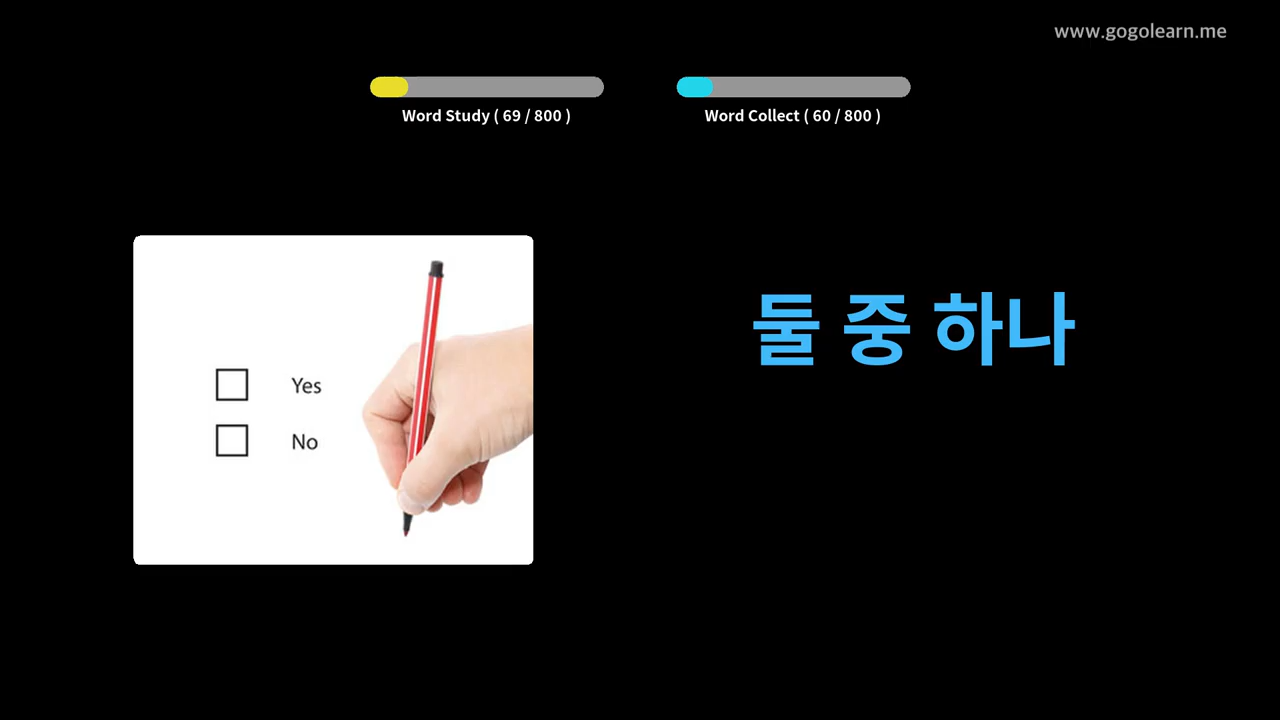 www.gogolearn.me
Word Study ( 69 / 800 )
Word Collect ( 60 / 800 )
둘 중 하나
Yes
No